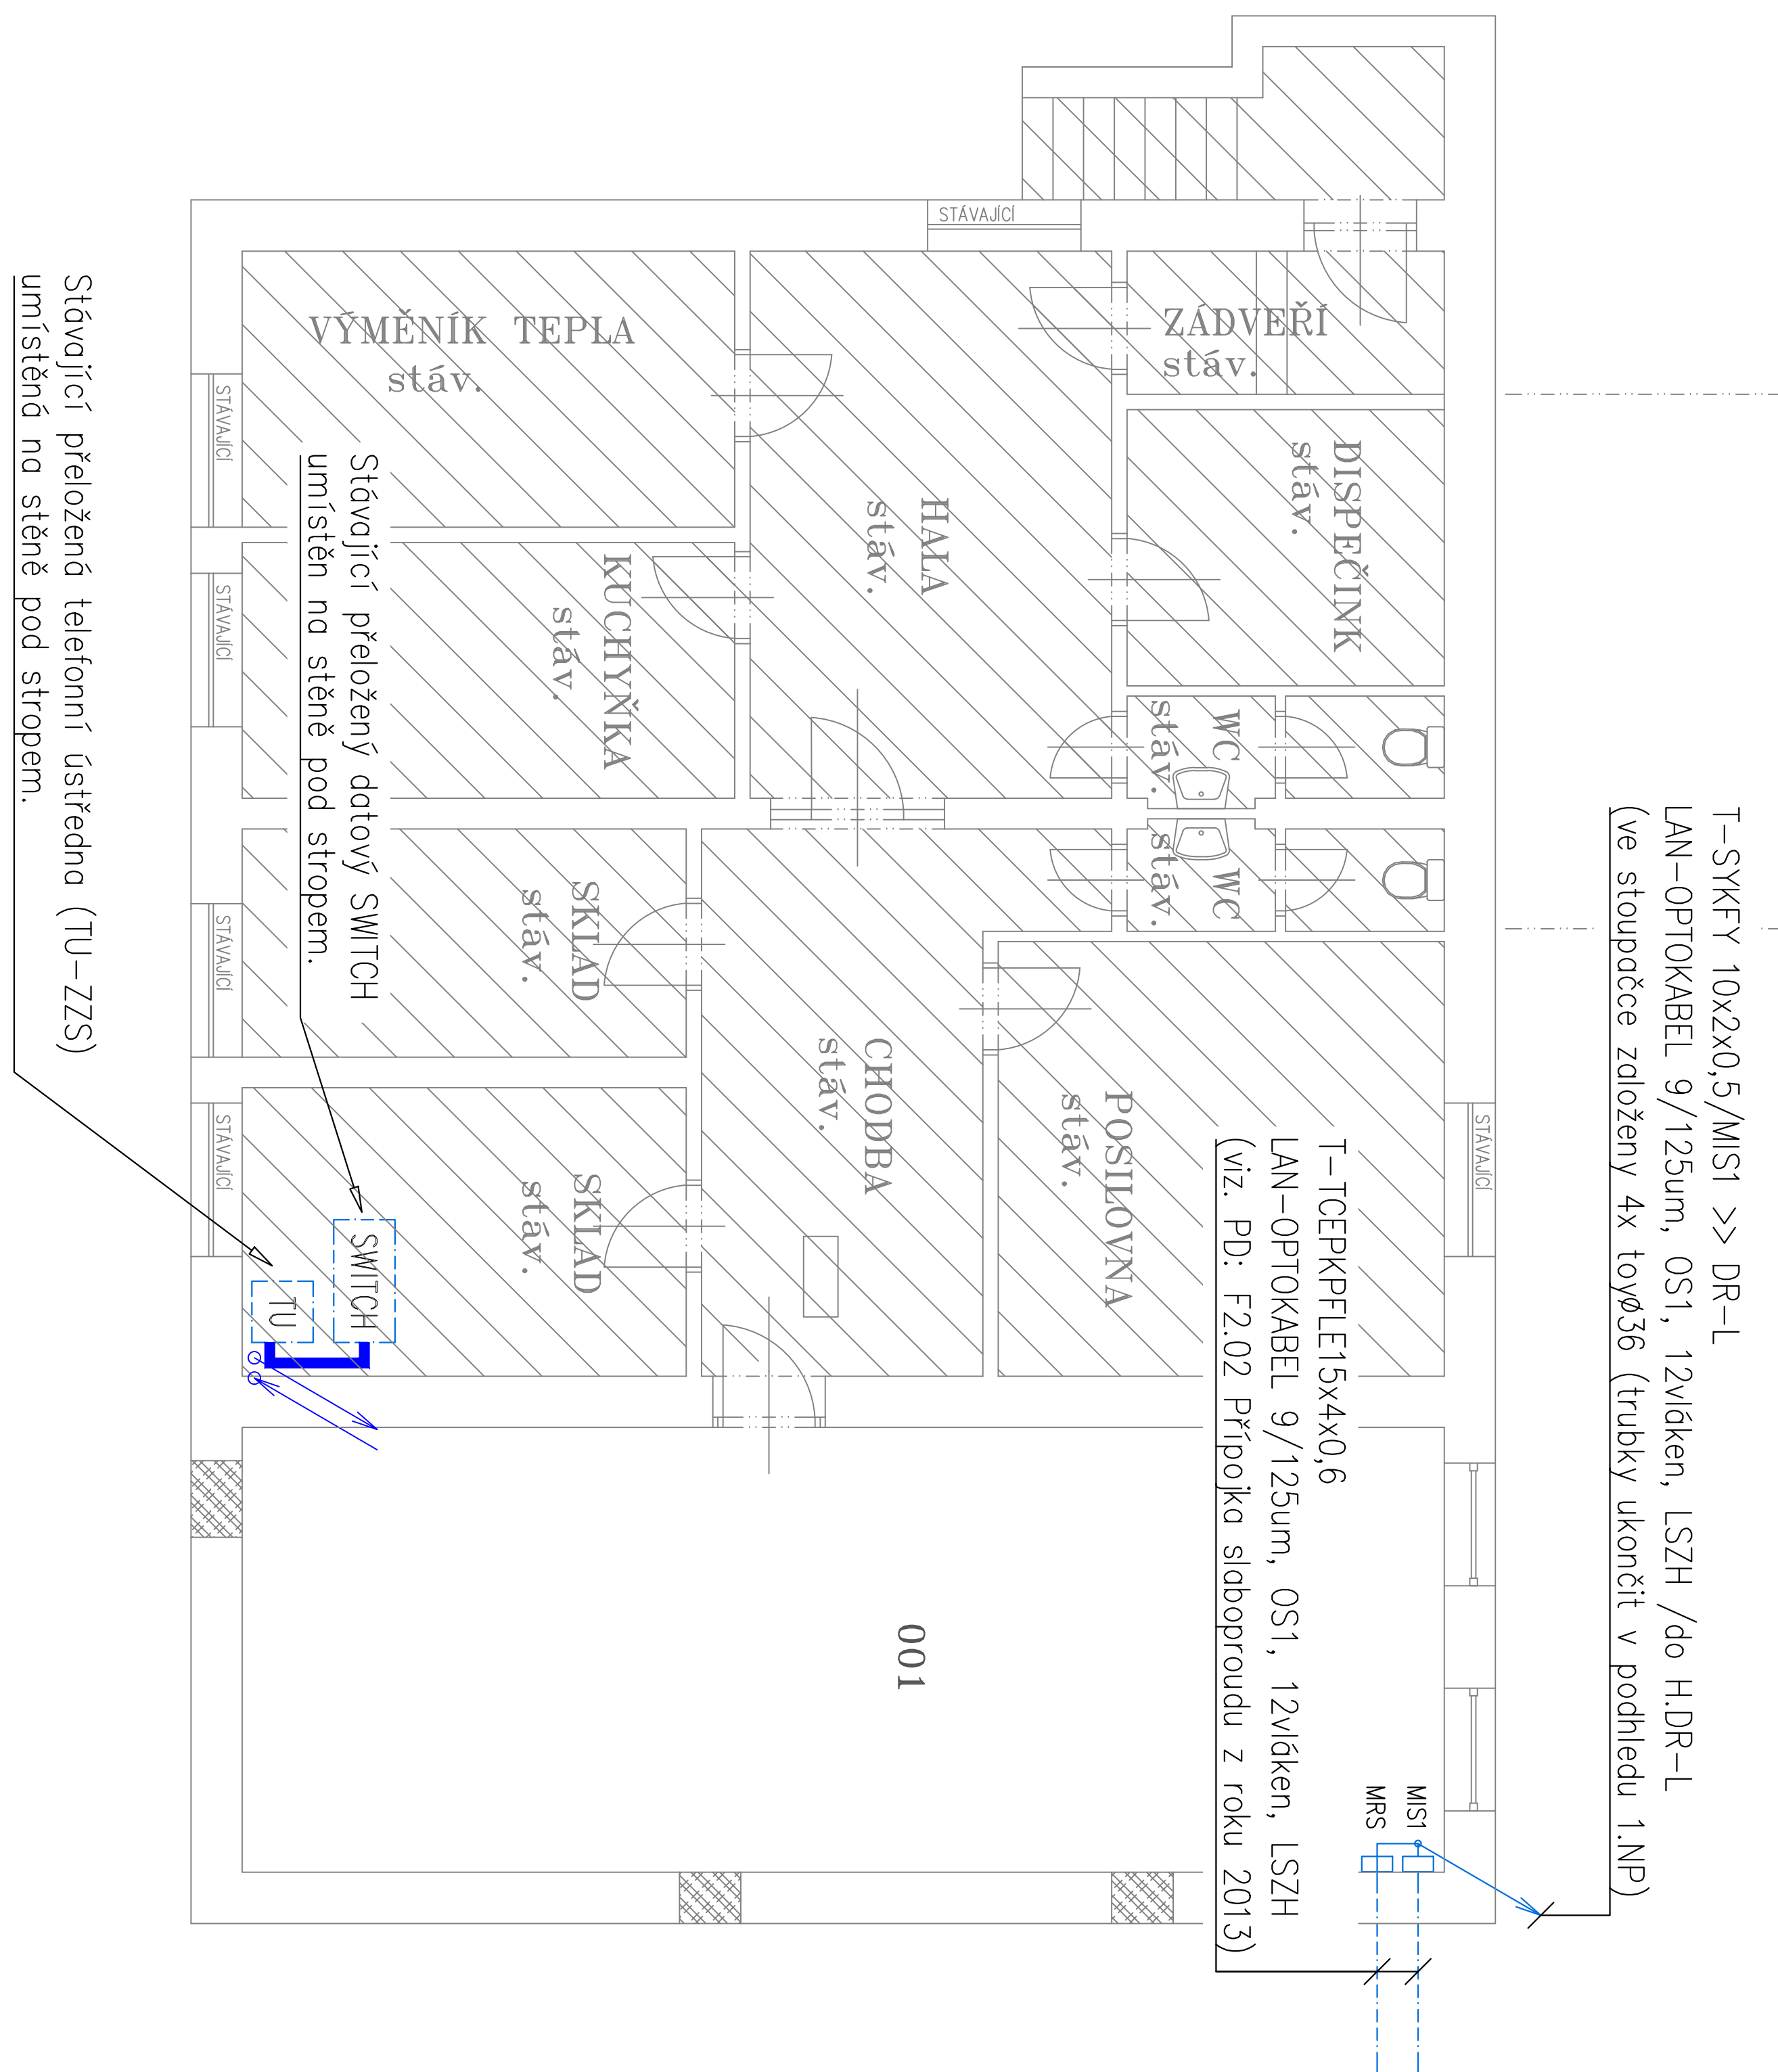 T-SYKFY 10x2x0,5/MIS1 >> DR-L
LAN-OPTOKABEL 9/125um, OS1, 12vláken, LSZH /do H.DR-L
(ve stoupačce založeny 4x toyø36 (trubky ukončit v podhledu 1.NP)
STÁVAJÍCÍ
ZÁDVEŘÍ
stáv.
DISPEČINK
stáv.
WC
stáv.
WC
stáv.
POSILOVNA
stáv.
STÁVAJÍCÍ
T-TCEPKPFLE15x4x0,6
LAN-OPTOKABEL 9/125um, OS1, 12vláken, LSZH
(viz. PD: F2.02 Přípojka slaboproudu z roku 2013)
MIS1
MRS
HALA
stáv.
CHODBA
stáv.
001
VÝMĚNÍK TEPLA
stáv.
KUCHYŇKA
stáv.
SKLAD
stáv.
SKLAD
stáv.
Stávající přeložený datový SWITCH
umístěn na stěně pod stropem.
SWITCH
TU
STÁVAJÍCÍ
STÁVAJÍCÍ
STÁVAJÍCÍ
STÁVAJÍCÍ
Stávající přeložená telefonní ústředna (TU-ZZS)
umístěná na stěně pod stropem.